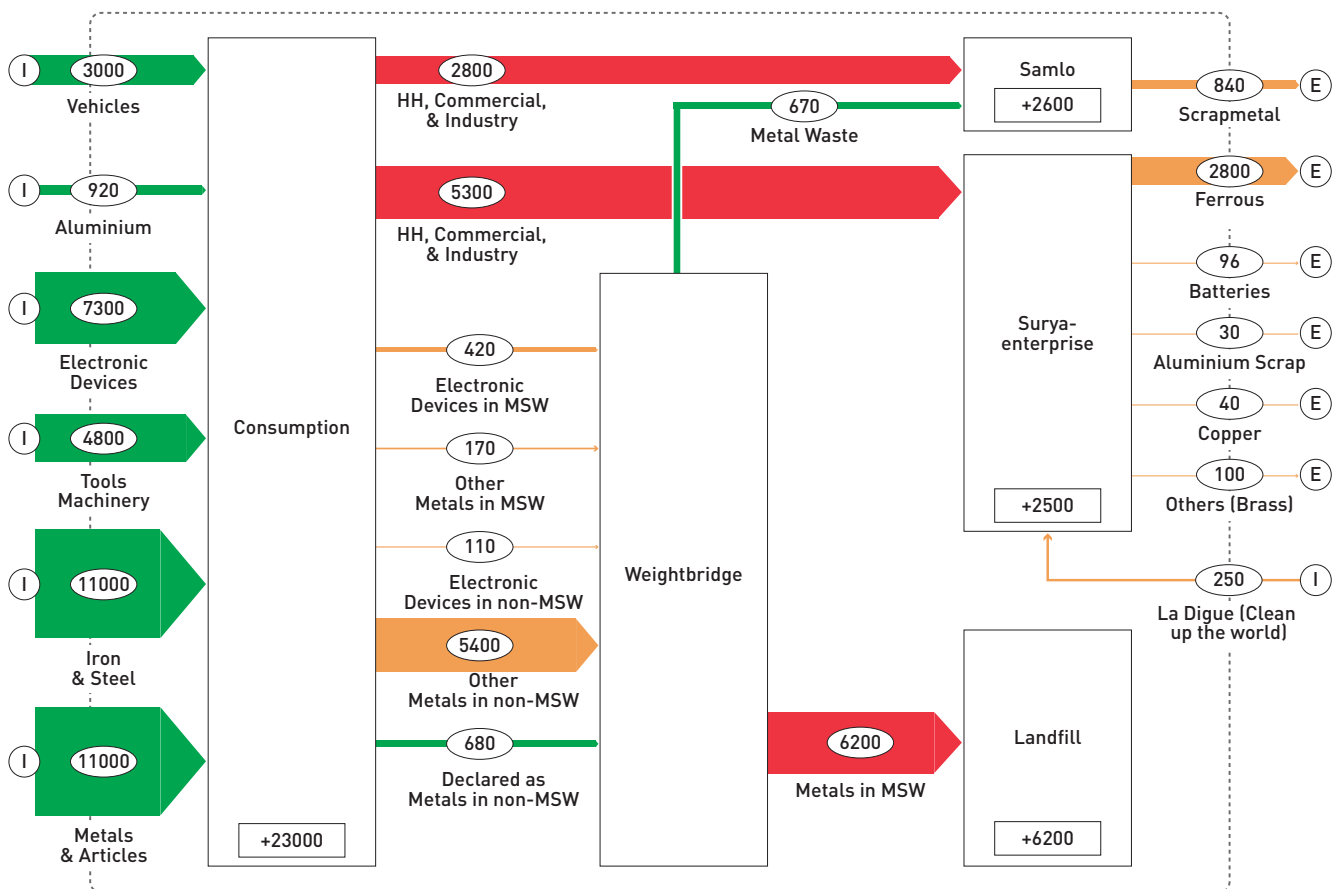 I
3000
Vehicles
I
920
Aluminium
I
7300
Electronic
Devices
I
4800
Tools
Machinery
I
11000
Iron
& Steel
I
11000
Metals
& Articles
Consumption
+23000
2800
HH, Commercial,
& Industry
670
Metal Waste
5300
HH, Commercial,
& Industry
420
Electronic
Devices in MSW
170
Other
Metals in MSW
110
Electronic
Devices in non-MSW
5400
Other
Metals in non-MSW
680
Declared as
Metals in non-MSW
Weightbridge
6200
Metals in MSW
Samlo
+2600
Surya-
enterprise
+2500
Landfill
+6200
840
E
Scrapmetal
2800
E
Ferrous
96
E
Batteries
30
E
Aluminium Scrap
40
E
Copper
100
E
Others (Brass)
250
I
La Digue (Clean
up the world)